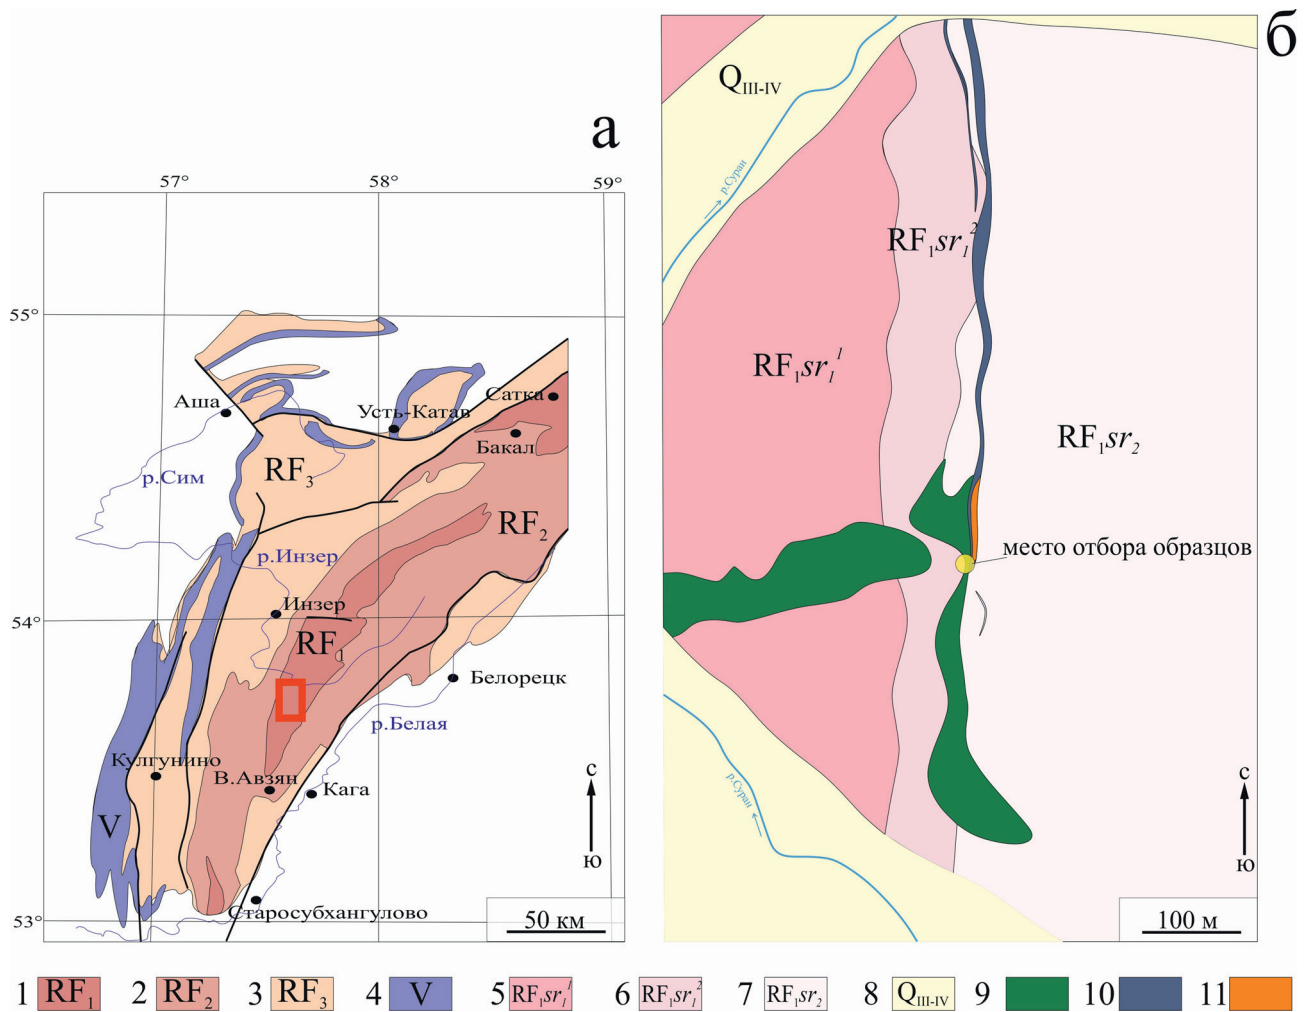 а
57°
58°
59°
55°
Аша
Усть-Катав
Сатка
Бакал
RF₃
р.Сим
RF₂
р.Инзер
Инзер
54°
RF₁
Белорецк
р.Белая
Кулгунино
В.Авзян
Кага
с
V
ю
Старосубхангулово
53°
50 км
б
Q III-IV
р.Суран
RF₁sr₁²
RF₁sr₁¹
RF₁sr₂
место отбора образцов
р.Суран
с
ю
100 м
1 RF₁ 2 RF₂ 3 RF₃ 4 V 5 RF₁sr₁¹ 6 RF₁sr₁² 7 RF₁sr₂ 8 Q III-IV 9 10 11